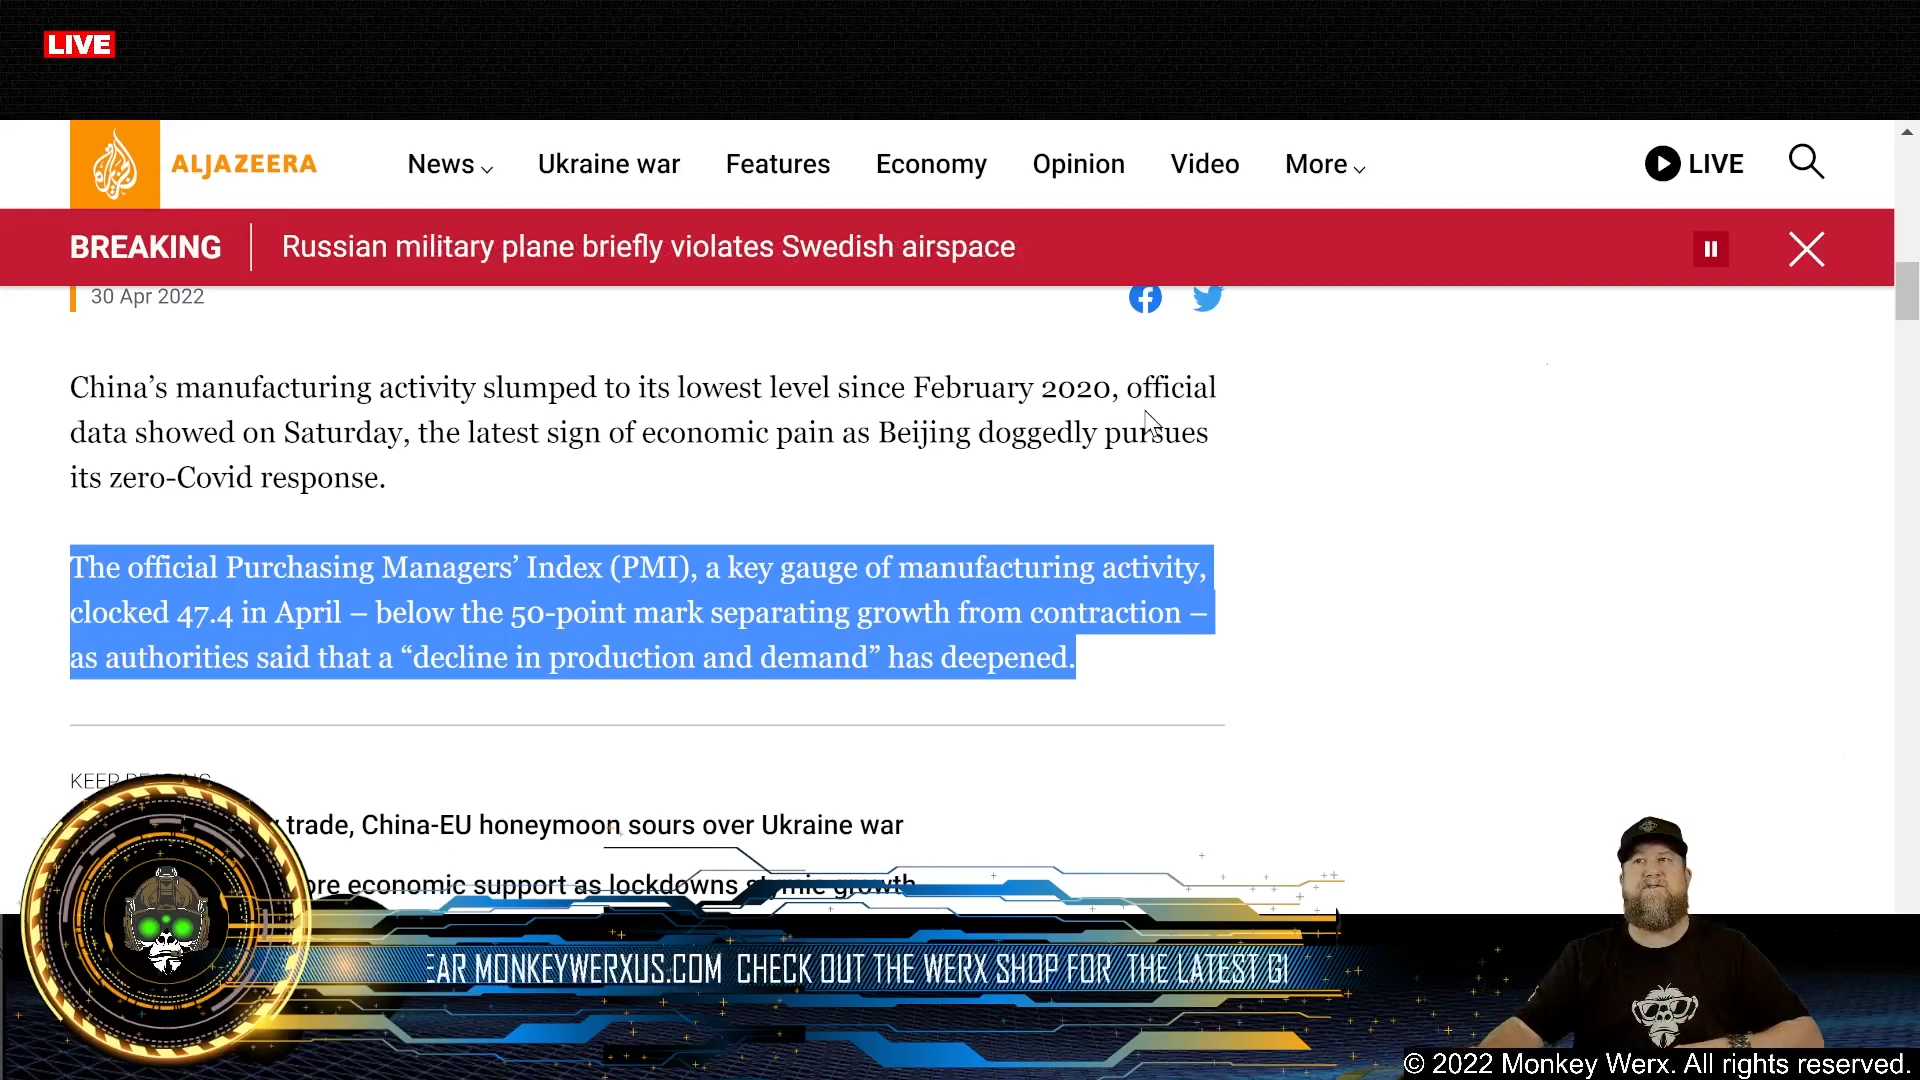 LIVE
ALJAZEERA
News
Ukraine war
Features
Economy
Opinion
Video
More
LIVE
BREAKING
Russian military plane briefly violates Swedish airspace
30 Apr 2022
China’s manufacturing activity slumped to its lowest level since February 2020, official
data showed on Saturday, the latest sign of economic pain as Beijing doggedly pursues
its zero-Covid response.
The official Purchasing Managers’ Index (PMI), a key gauge of manufacturing activity,
clocked 47.4 in April – below the 50-point mark separating growth from contraction –
as authorities said that a “decline in production and demand” has deepened.
KEEP READING
trade, China-EU honeymoon sours over Ukraine war
economic support as lockdowns stymie growth
MONKEYWERXUS.COM CHECK OUT THE WERX SHOP FOR THE LATEST
© 2022 Monkey Werx. All rights reserved.